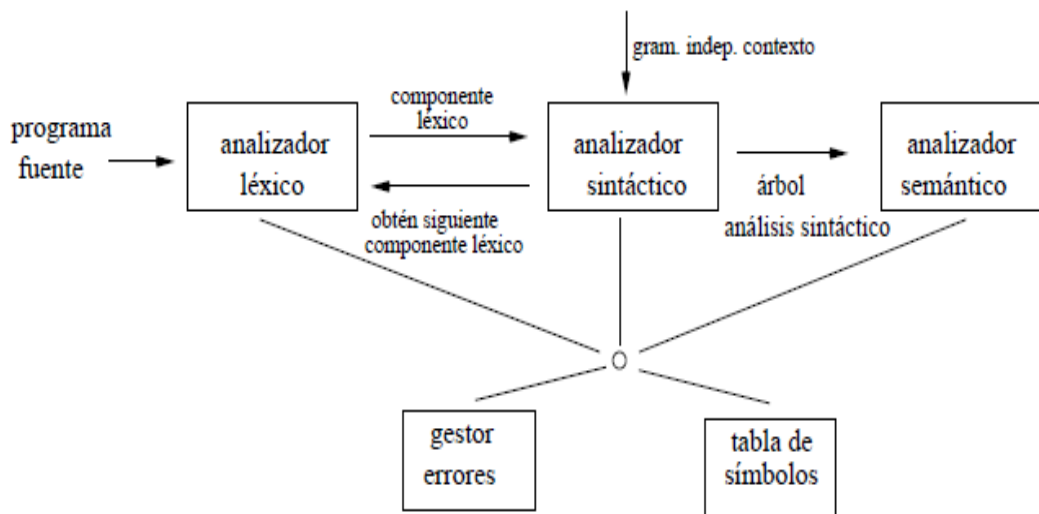 gram. indep. contexto
componente
léxico
programa
fuente
analizador
léxico
analizador
sintáctico
analizador
semántico
árbol
análisis sintáctico
obtén siguiente
componente léxico
gestor
errores
tabla de
símbolos